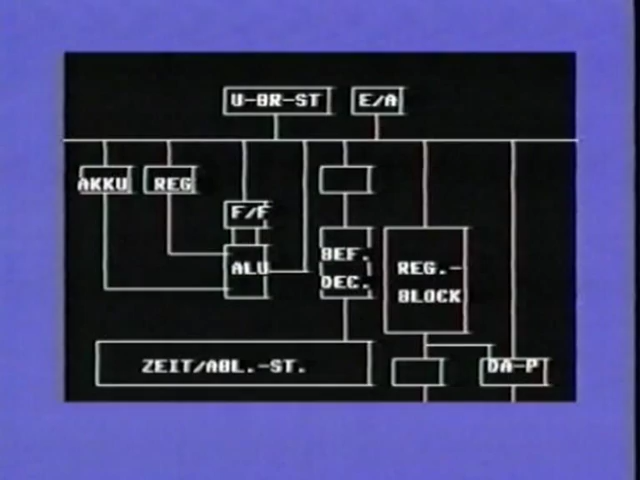 U-BR-ST E/A
AKKU REG
F/F
ALU
BEF.
DEC.
REG.-
BLOCK
ZEIT/ABL.-ST.
DA-P